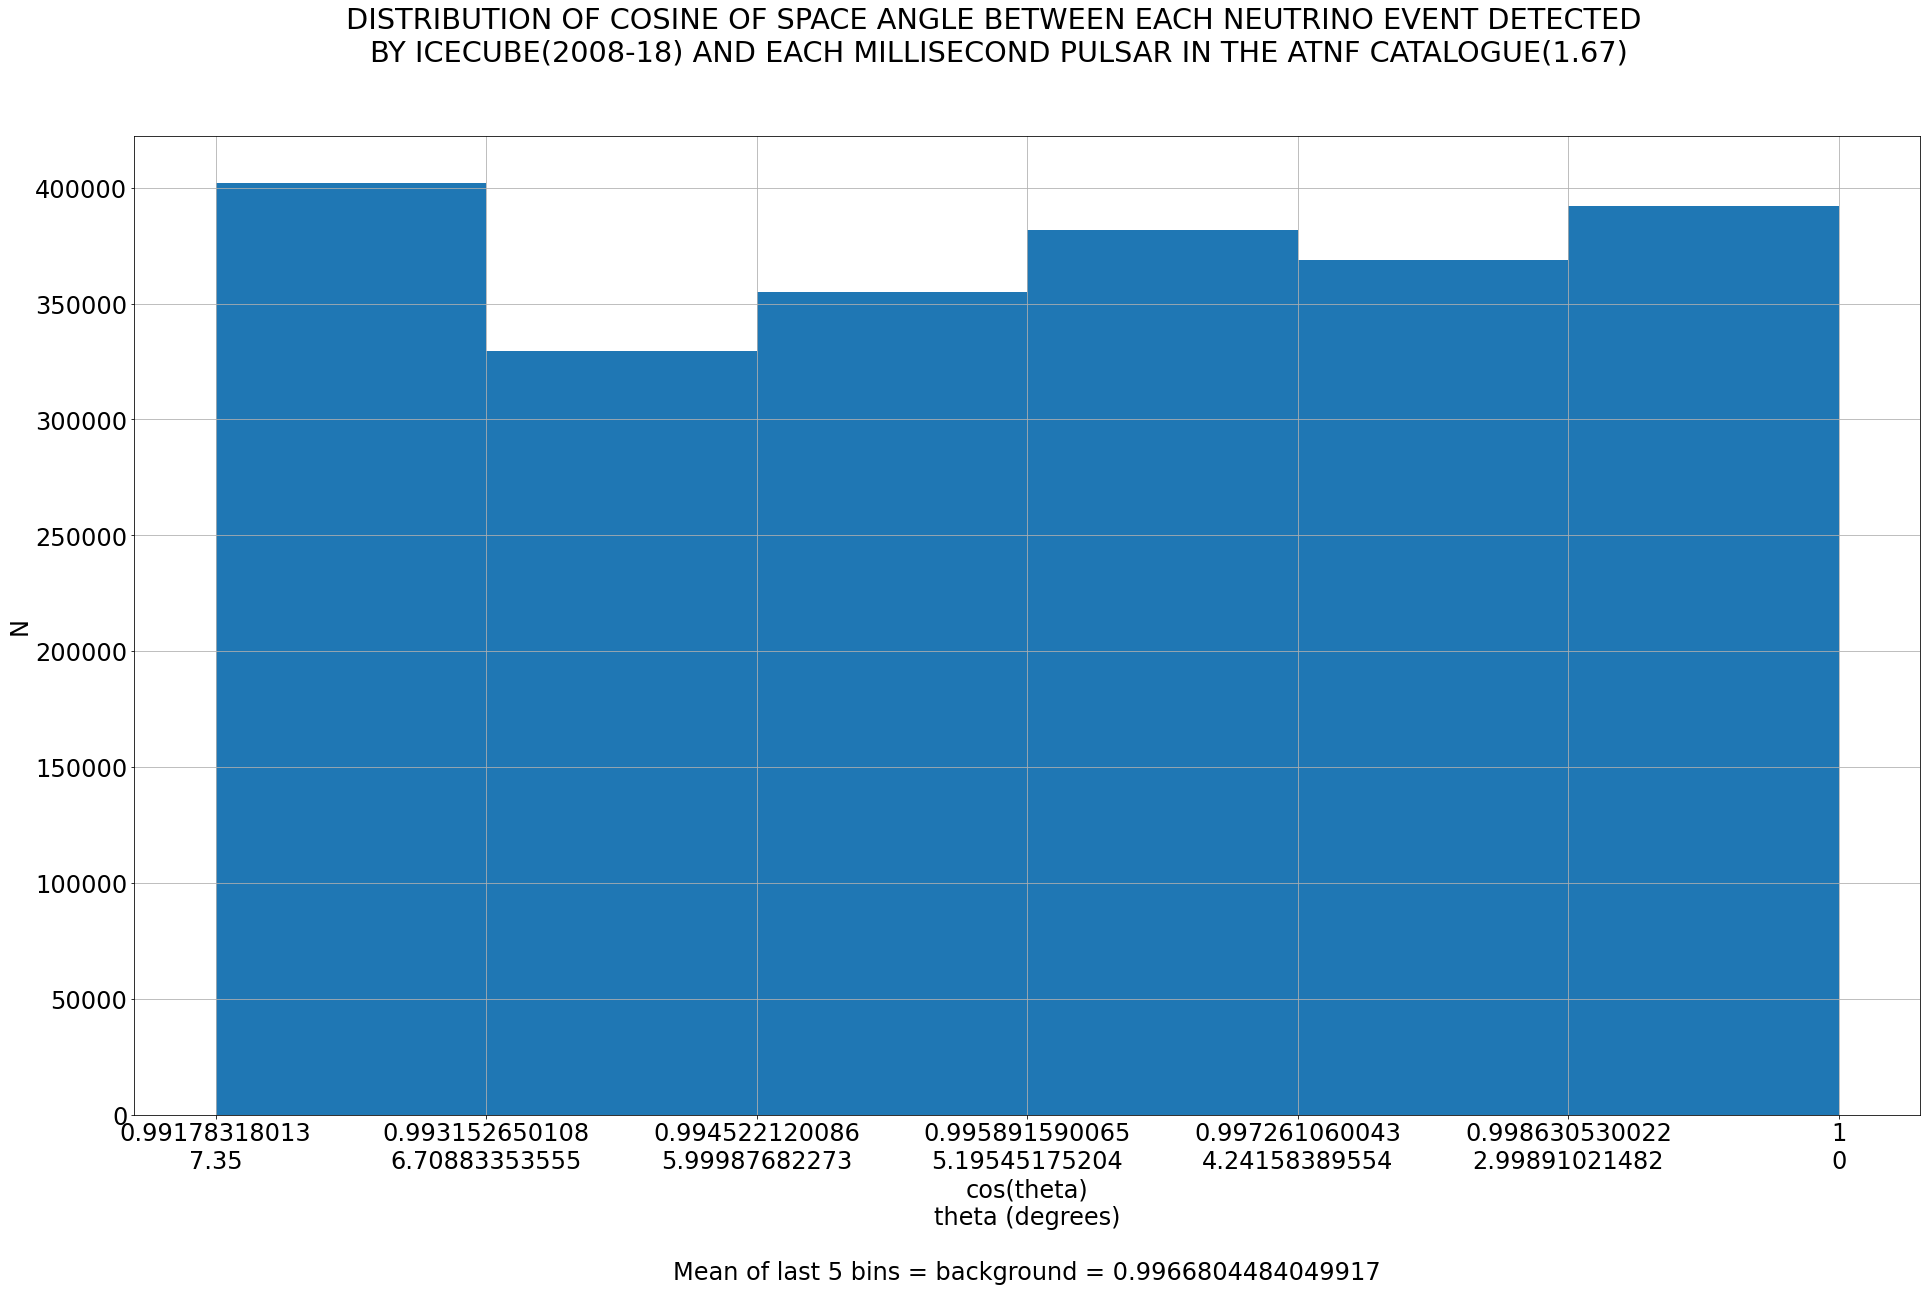 DISTRIBUTION OF COSINE OF SPACE ANGLE BETWEEN EACH NEUTRINO EVENT DETECTED
BY ICECUBE(2008-18) AND EACH MILLISECOND PULSAR IN THE ATNF CATALOGUE(1.67)
400000
350000
300000
250000
200000
150000
100000
50000
0
N
0.99178318013 0.993152650108 0.994522120086 0.995891590065 0.997261060043 0.998630530022 1
7.35 6.70883353555 5.99987682273 5.19545175204 4.24158389554 2.99891021482 0
cos(theta)
theta (degrees)
Mean of last 5 bins = background = 0.9966804484049917